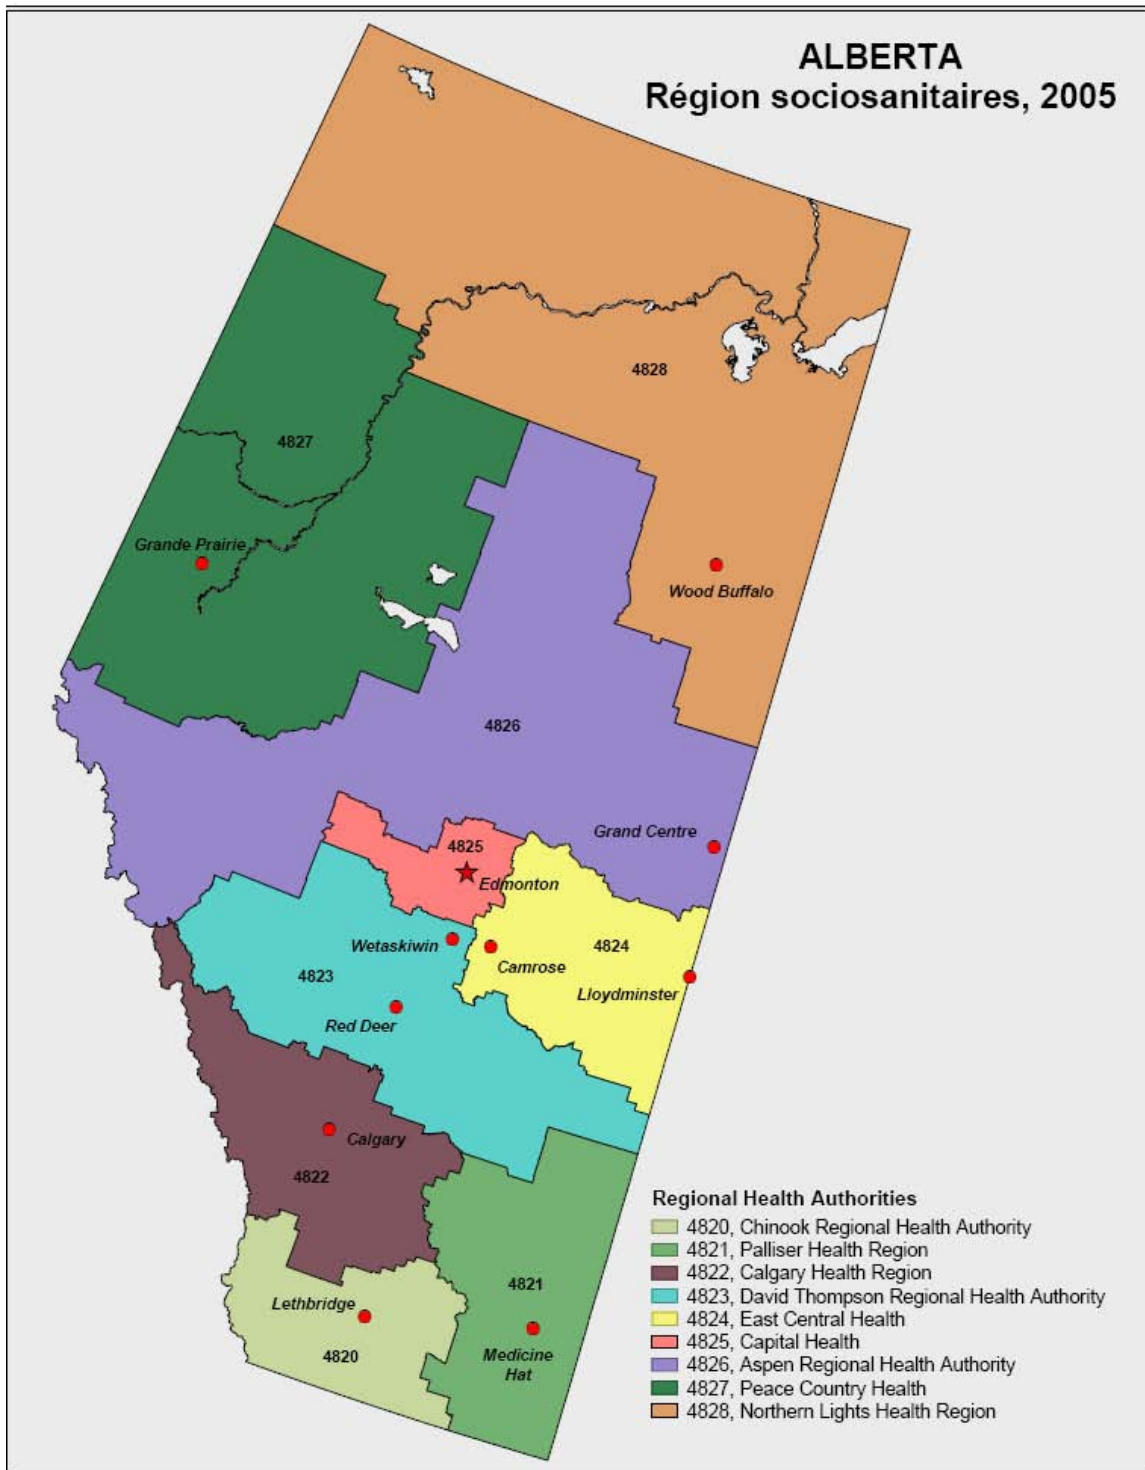 ALBERTA
Région sociosanitaires, 2005
4828
4827
Grande Prairie
Wood Buffalo
4826
Grand Centre
4825
Edmonton
Wetaskiwin
4824
Camrose
4823
Lloydminster
Red Deer
Calgary
4822
4821
Lethbridge
4820
Medicine
Hat
Regional Health Authorities
4820, Chinook Regional Health Authority
4821, Palliser Health Region
4822, Calgary Health Region
4823, David Thompson Regional Health Authority
4824, East Central Health
4825, Capital Health
4826, Aspen Regional Health Authority
4827, Peace Country Health
4828, Northern Lights Health Region